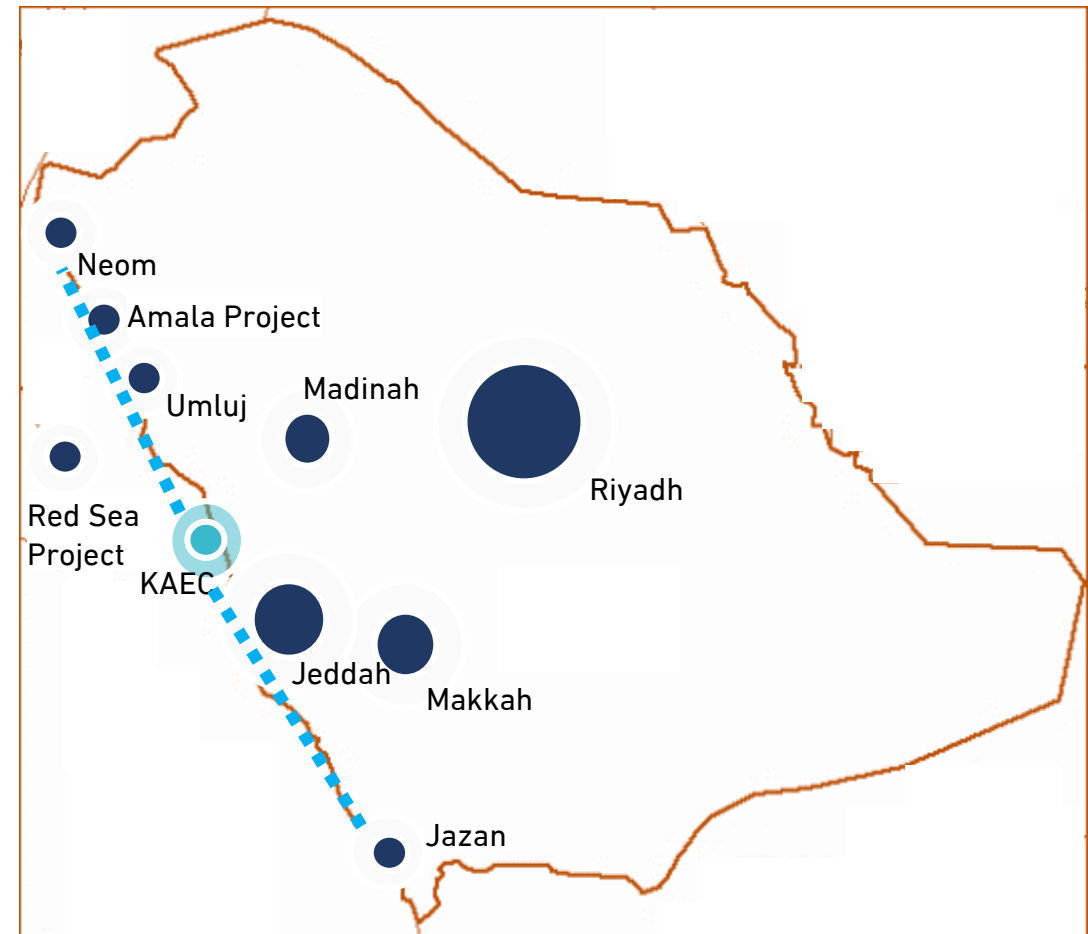 Neom
Amala Project
Madinah
Umluj
Riyadh
Red Sea
Project
KAEC
Jeddah
Makkah
Jazan